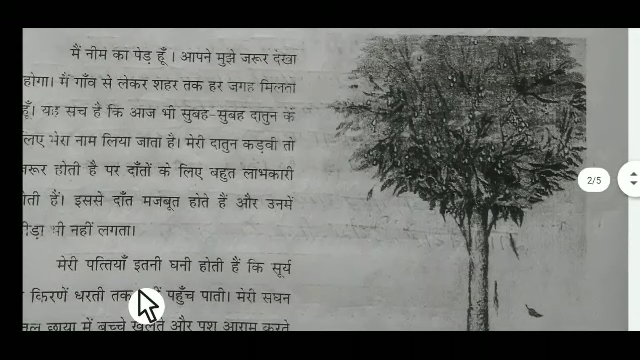 मैं नीम का पेड़ हूँ। आपने मुझे जरूर देखा
होगा। मैं गाँव से लेकर शहर तक हर जगह मिलता
हूँ। यह सच है कि आज भी सुबह-सुबह दातुन के
लिए मेरा नाम लिया जाता है। मेरी दातुन कड़वी तो
जरूर होती है पर दाँतों के लिए बहुत लाभकारी
होती है। इससे दाँत मजबूत होते हैं और उनमें
कीड़ा भी नहीं लगता।
मेरी पत्तियाँ इतनी घनी होती हैं कि सूर्य
किरणें धरती तक नहीं पहुँच पाती। मेरी सघन
छाया में बच्चे खेलते और पशु आराम करते
2/5